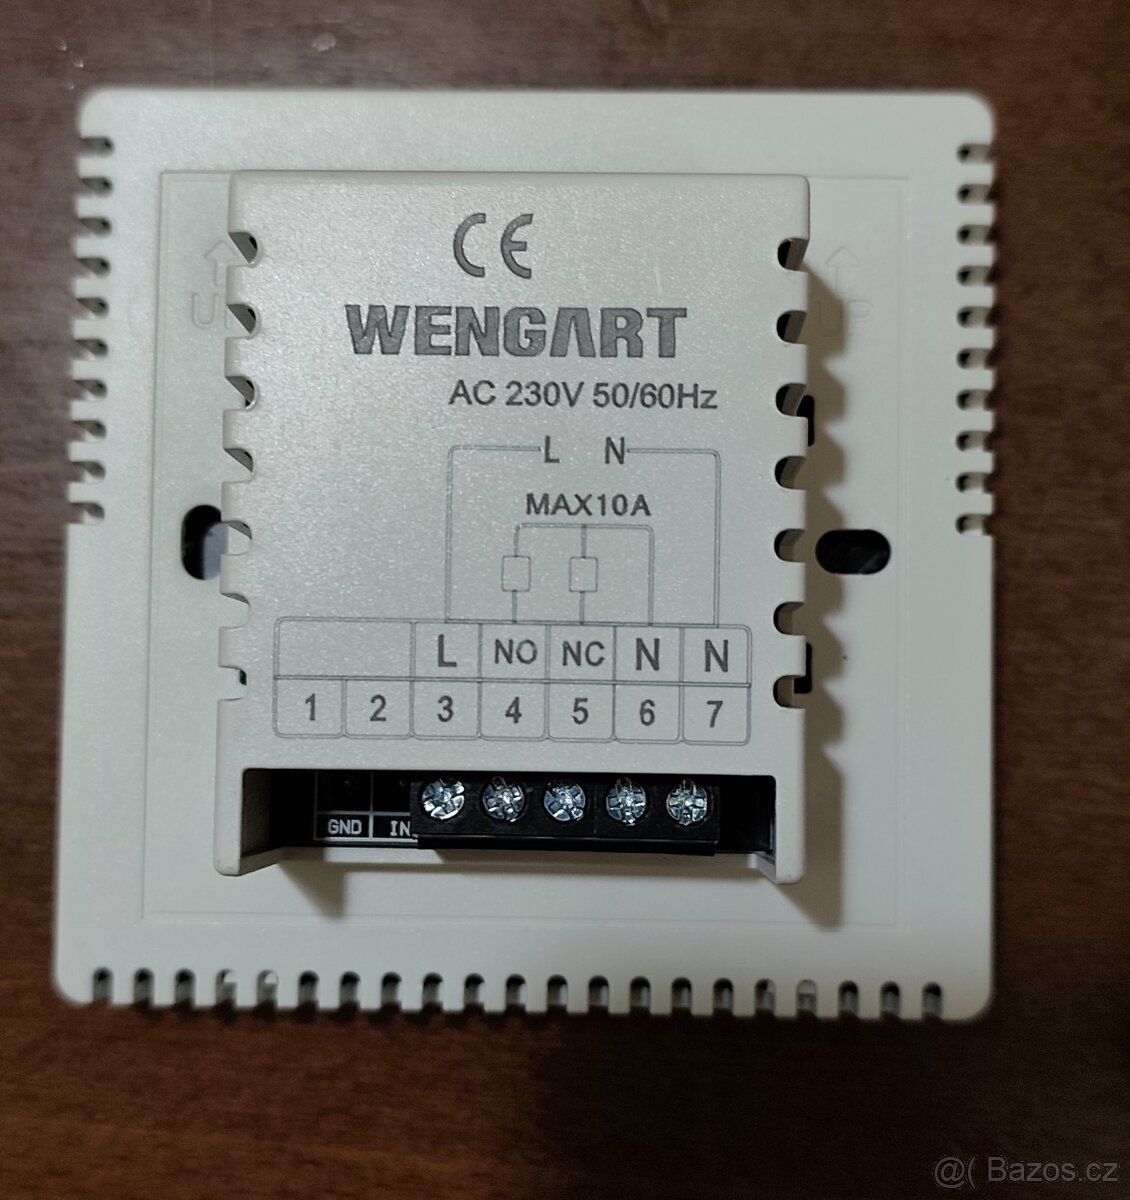 CE
UP
WENGART
AC 230V 50/60Hz
L N
MAX10A
L NO NC N N
1 2 3 4 5 6 7
GND IN
@( Bazos.cz